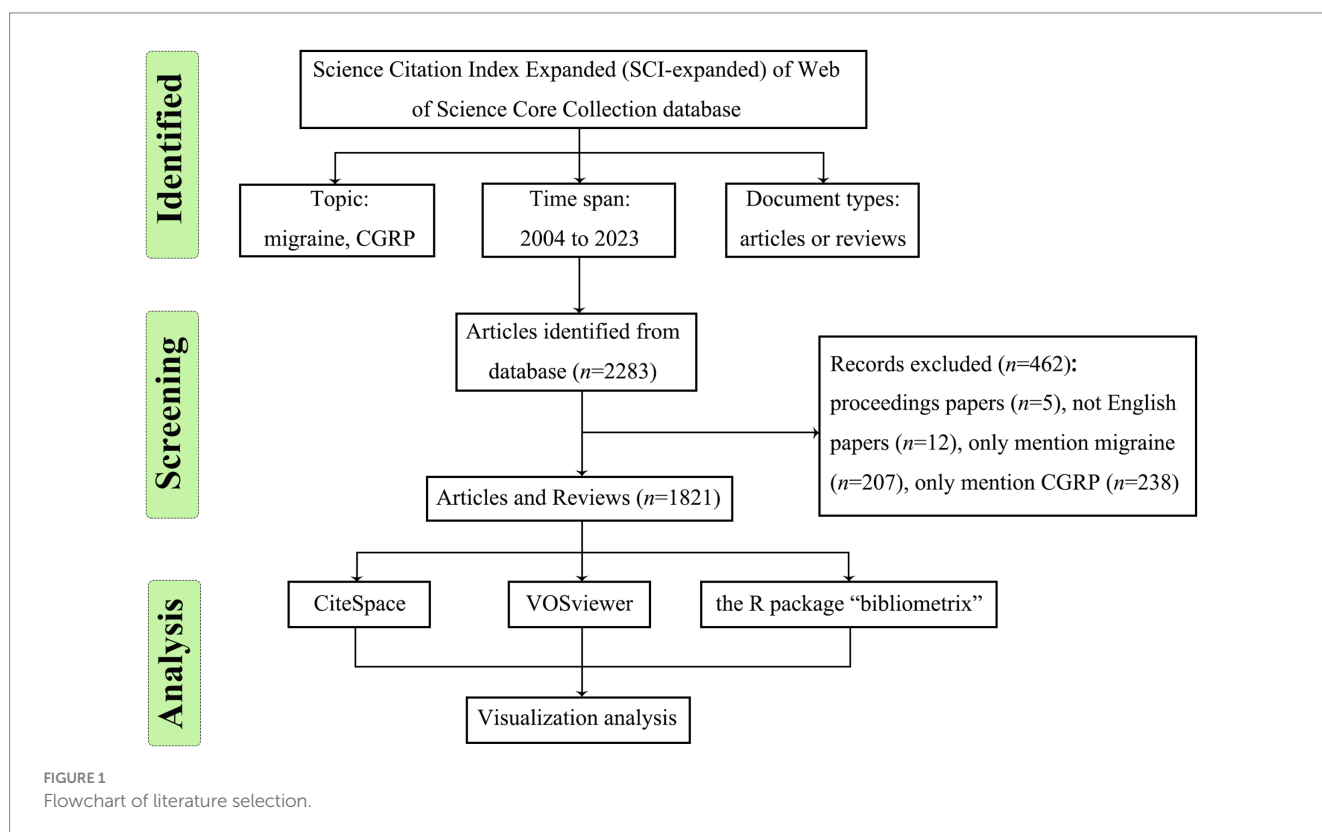 Identified
Science Citation Index Expanded (SCI-expanded) of Web
of Science Core Collection database
Topic:
migraine, CGRP
Time span:
2004 to 2023
Document types:
articles or reviews
Screening
Articles identified from
database (n=2283)
Records excluded (n=462):
proceedings papers (n=5), not English
papers (n=12), only mention migraine
(n=207), only mention CGRP (n=238)
Articles and Reviews (n=1821)
Analysis
CiteSpace
VOSviewer
the R package “bibliometrix”
Visualization analysis
FIGURE 1
Flowchart of literature selection.